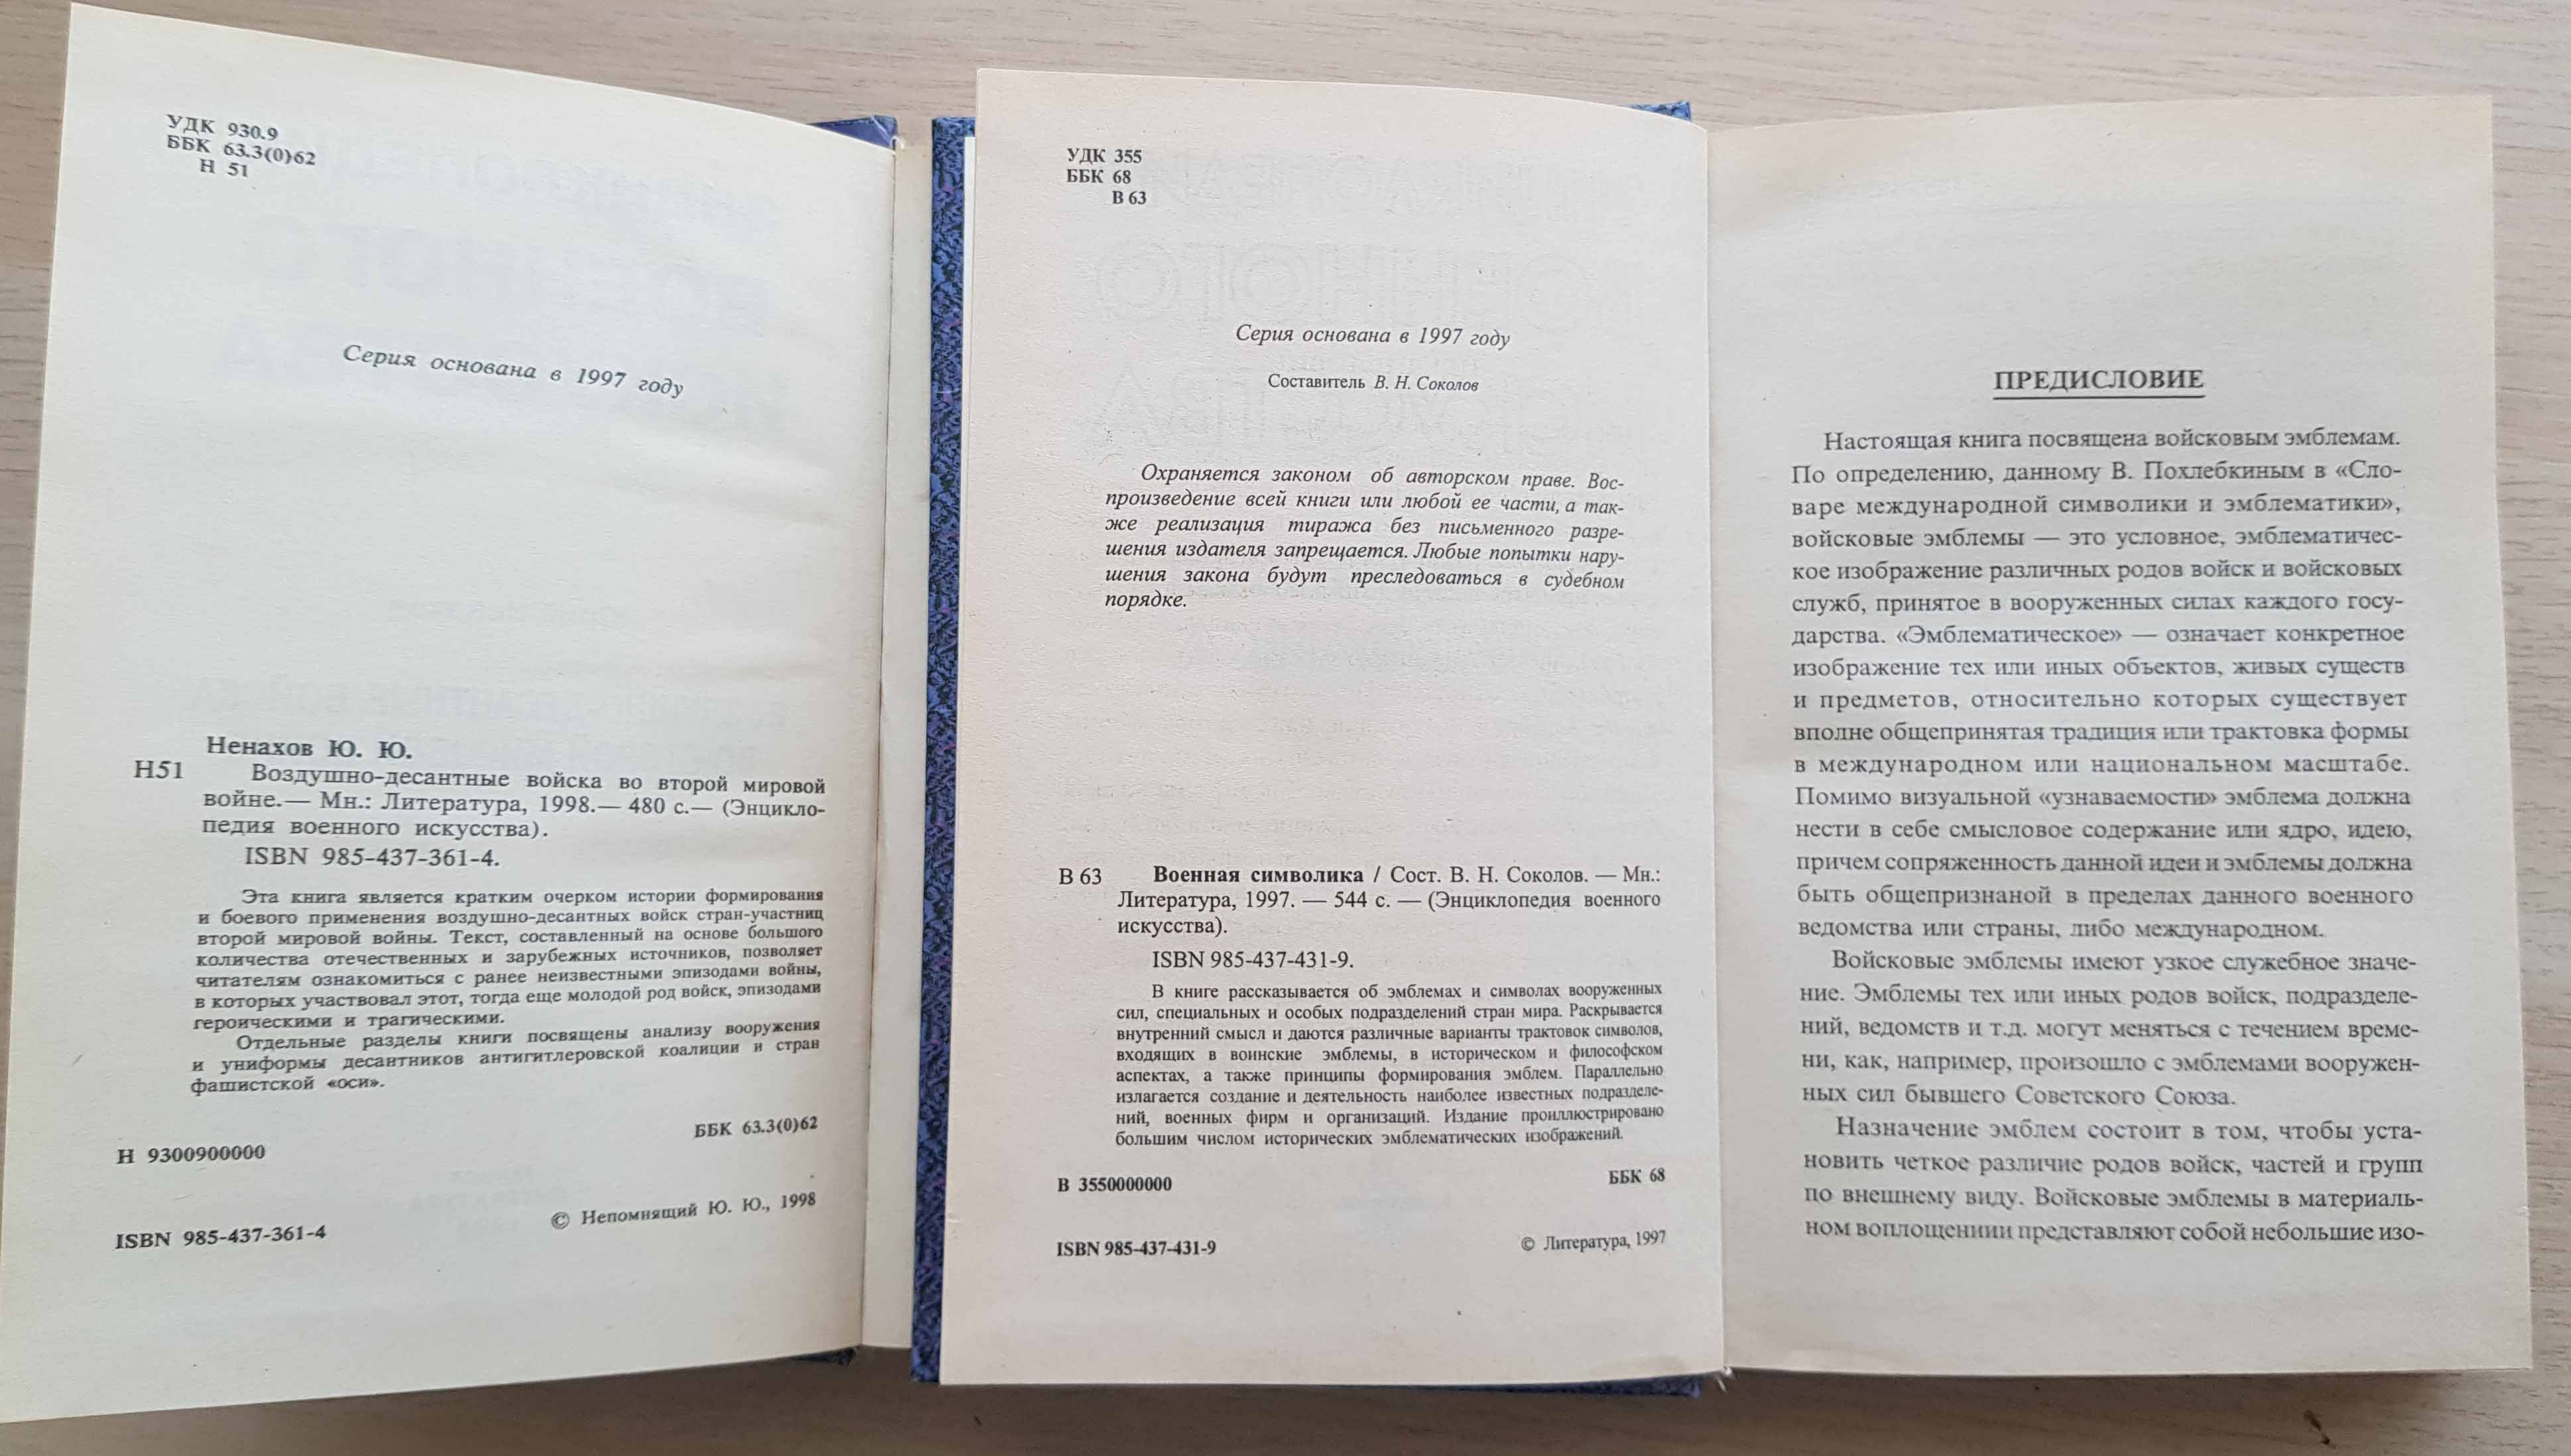 УДК 930.9
ББК 63.3(0)62
Н 51
Серия основана в 1997 году
Ненахов Ю. Ю.
Н51 Воздушно-десантные войска во второй мировой
войне.— Мн.: Литература, 1998.— 480 с.— (Энцикло-
педия военного искусства).
ISBN 985-437-361-4.
Эта книга является кратким очерком истории формирования
и боевого применения воздушно-десантных войск стран-участниц
второй мировой войны. Текст, составленный на основе большого
количества отечественных и зарубежных источников, позволяет
читателям ознакомиться с ранее неизвестными эпизодами войны,
в которых участвовал этот, тогда еще молодой род войск, эпизодами
героическими и трагическими.
Отдельные разделы книги посвящены анализу вооружения
и униформы десантников антигитлеровской коалиции и стран
фашистской «оси».
ББК 63.3(0)62
Н 9300900000
© Непомнящий Ю. Ю., 1998
ISBN 985-437-361-4
УДК 355
ББК 68
В 63
Серия основана в 1997 году
Составитель В. Н. Соколов
Охраняется законом об авторском праве. Вос-
произведение всей книги или любой ее части, а так-
же реализация тиража без письменного разре-
шения издателя запрещается. Любые попытки нару-
шения закона будут преследоваться в судебном
порядке.
В 63 Военная символика / Сост. В. Н. Соколов. — Мн.:
Литература, 1997. — 544 с. — (Энциклопедия военного
искусства).
ISBN 985-437-431-9.
В книге рассказывается об эмблемах и символах вооруженных
сил, специальных и особых подразделений стран мира. Раскрывается
внутренний смысл и даются различные варианты трактовок символов,
входящих в воинские эмблемы, в историческом и философском
аспектах, а также принципы формирования эмблем. Параллельно
излагается создание и деятельность наиболее известных подразделе-
ний, военных фирм и организаций. Издание проиллюстрировано
большим числом исторических эмблематических изображений.
В 3550000000
ББК 68
ISBN 985-437-431-9
© Литература, 1997
ПРЕДИСЛОВИЕ
Настоящая книга посвящена войсковым эмблемам.
По определению, данному В. Похлебкиным в «Сло-
варе международной символики и эмблематики»,
войсковые эмблемы — это условное, эмблематичес-
кое изображение различных родов войск и войсковых
служб, принятое в вооруженных силах каждого госу-
дарства. «Эмблематическое» — означает конкретное
изображение тех или иных объектов, живых существ
и предметов, относительно которых существует
вполне общепринятая традиция или трактовка формы
в международном или национальном масштабе.
Помимо визуальной «узнаваемости» эмблема должна
нести в себе смысловое содержание или ядро, идею,
причем сопряженность данной идеи и эмблемы должна
быть общепризнаной в пределах данного военного
ведомства или страны, либо международном.
Войсковые эмблемы имеют узкое служебное значе-
ние. Эмблемы тех или иных родов войск, подразделе-
ний, ведомств и т.д. могут меняться с течением време-
ни, как, например, произошло с эмблемами вооружен-
ных сил бывшего Советского Союза.
Назначение эмблем состоит в том, чтобы уста-
новить четкое различие родов войск, частей и групп
по внешнему виду. Войсковые эмблемы в материаль-
ном воплощениии представляют собой небольшие изо-